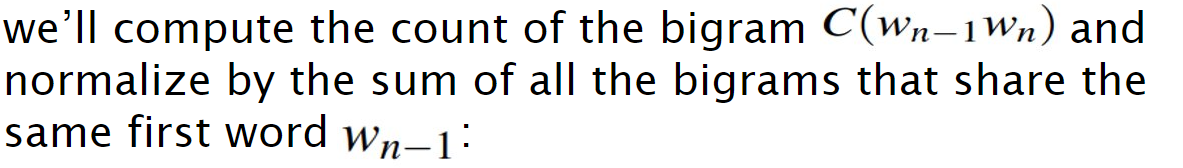 we’ll compute the count of the bigram C(wₙ₋₁wₙ) and
normalize by the sum of all the bigrams that share the
same first word wₙ₋₁: